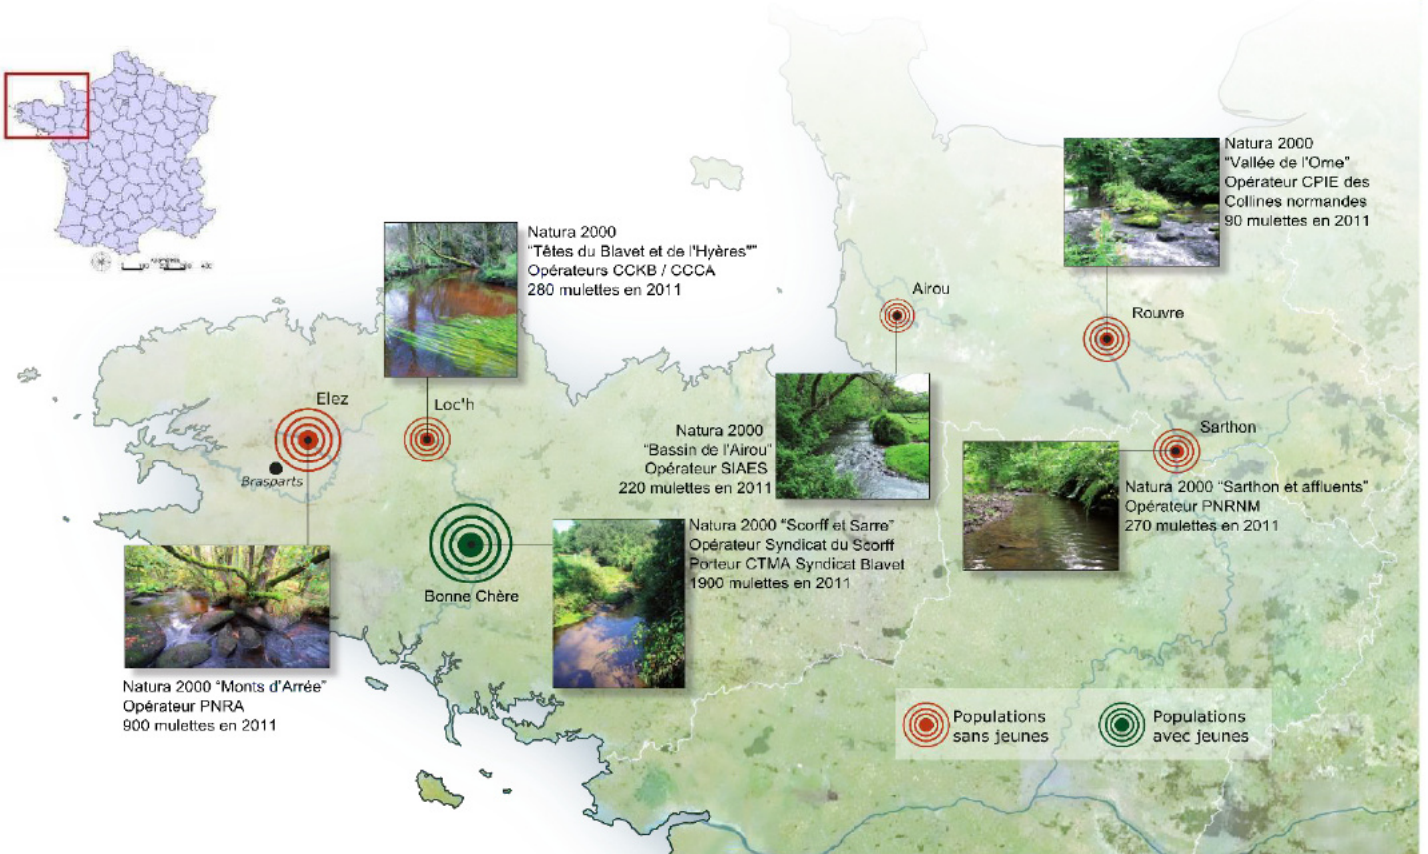 Natura 2000
"Vallée de l'Orne"
Opérateur CPIE des
Collines normandes
90 mulettes en 2011
Natura 2000
"Têtes du Blavet et de l'Hyères""
Opérateurs CCKB / CCCA
280 mulettes en 2011
Airou
Rouvre
Elez
Loc'h
Brasparts
Natura 2000
"Bassin de l'Airou"
Opérateur SIAES
220 mulettes en 2011
Sarthon
Natura 2000 "Sarthon et affluents"
Opérateur PNRNM
270 mulettes en 2011
Natura 2000 "Scorff et Sarre"
Opérateur Syndicat du Scorff
Porteur CTMA Syndicat Blavet
1900 mulettes en 2011
Bonne Chère
Natura 2000 "Monts d'Arrée"
Opérateur PNRA
900 mulettes en 2011
Populations
sans jeunes
Populations
avec jeunes